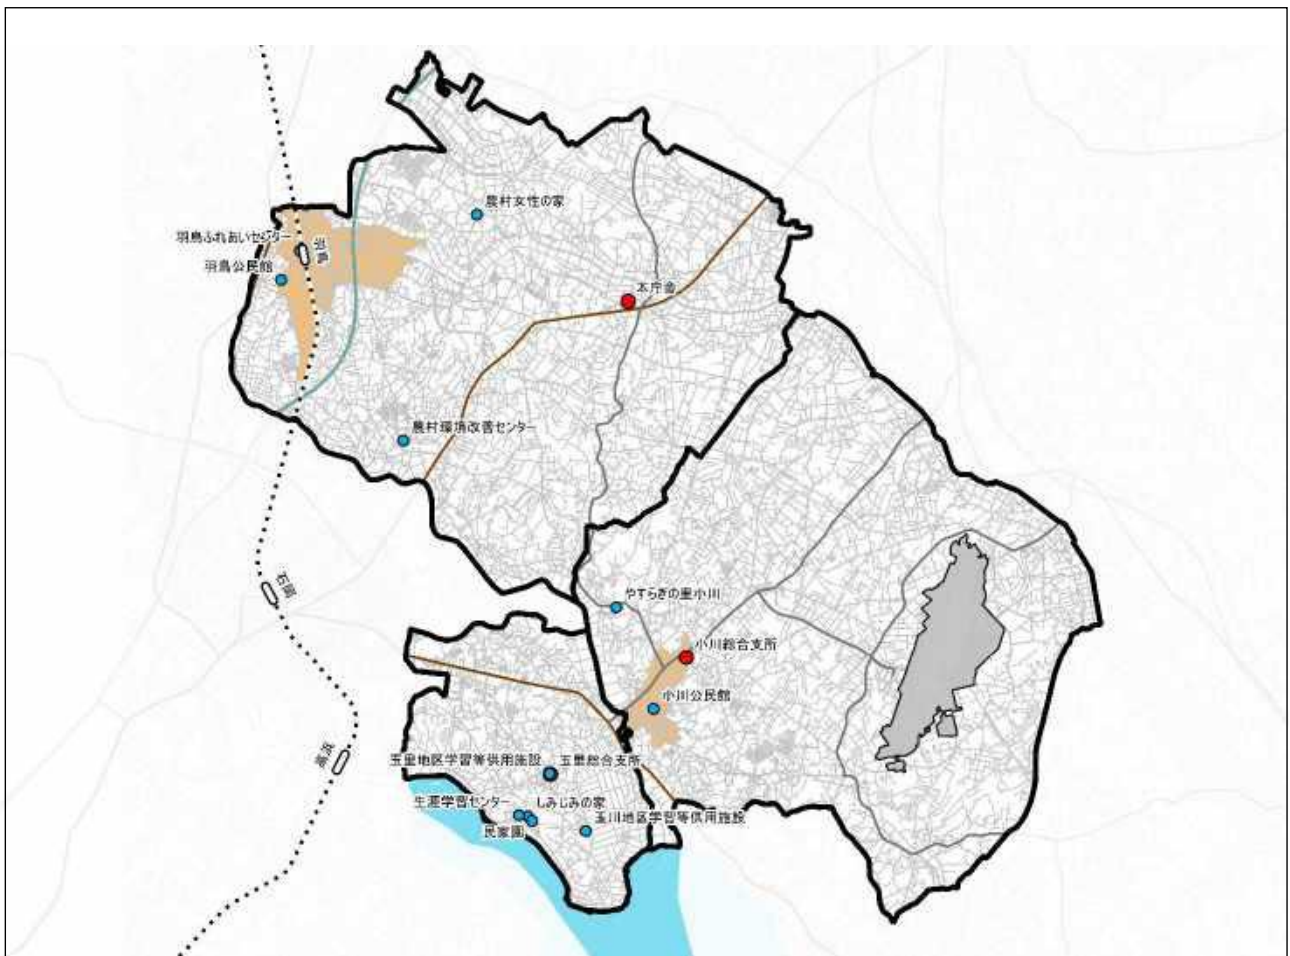 農村女性の家
羽鳥ふれあいセンター
羽鳥
羽鳥公民館
本庁舎
農村環境改善センター
石岡
やすらぎの里小川
小川総合支所
小川公民館
高浜
玉里地区学習等供用施設
玉里総合支所
生涯学習センター
しみじみの家
民家園
玉川地区学習等供用施設